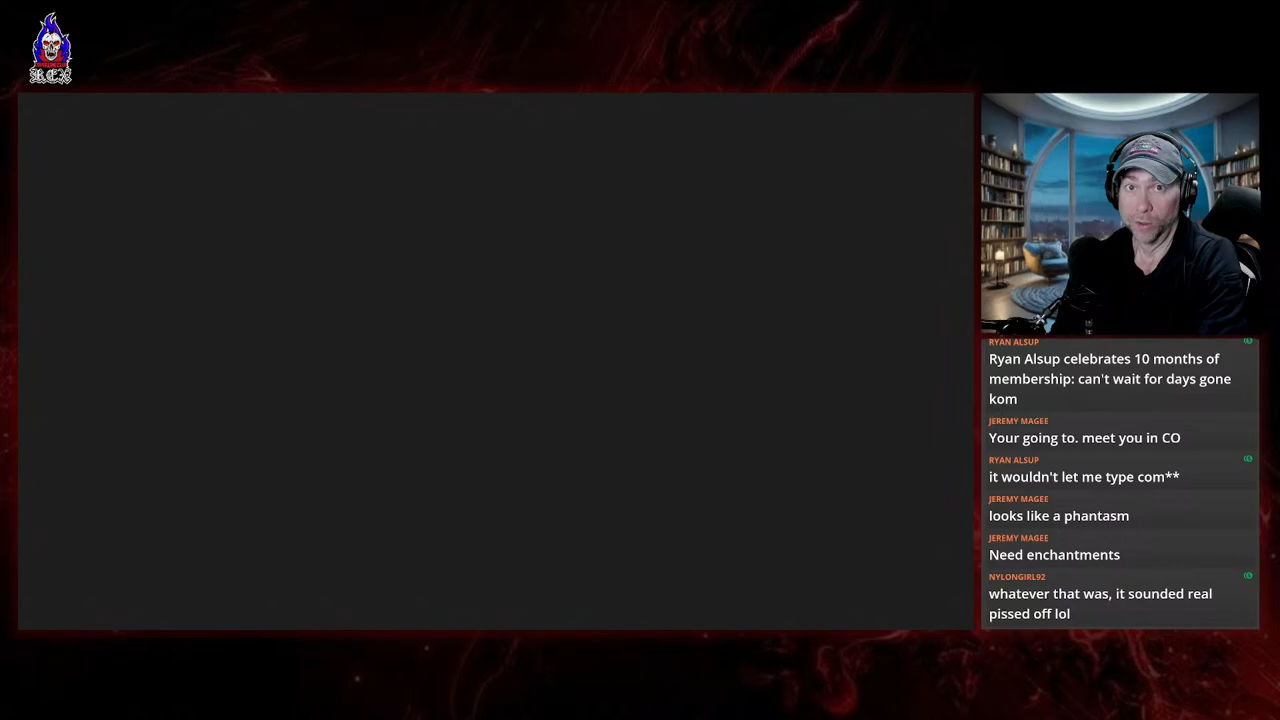 RCX
RYAN ALSUP
Ryan Alsup celebrates 10 months of
membership: can't wait for days gone
kom
JEREMY MAGEE
Your going to. meet you in CO
RYAN ALSUP
it wouldn't let me type com**
JEREMY MAGEE
looks like a phantasm
JEREMY MAGEE
Need enchantments
NYLONGIRL92
whatever that was, it sounded real
pissed off lol